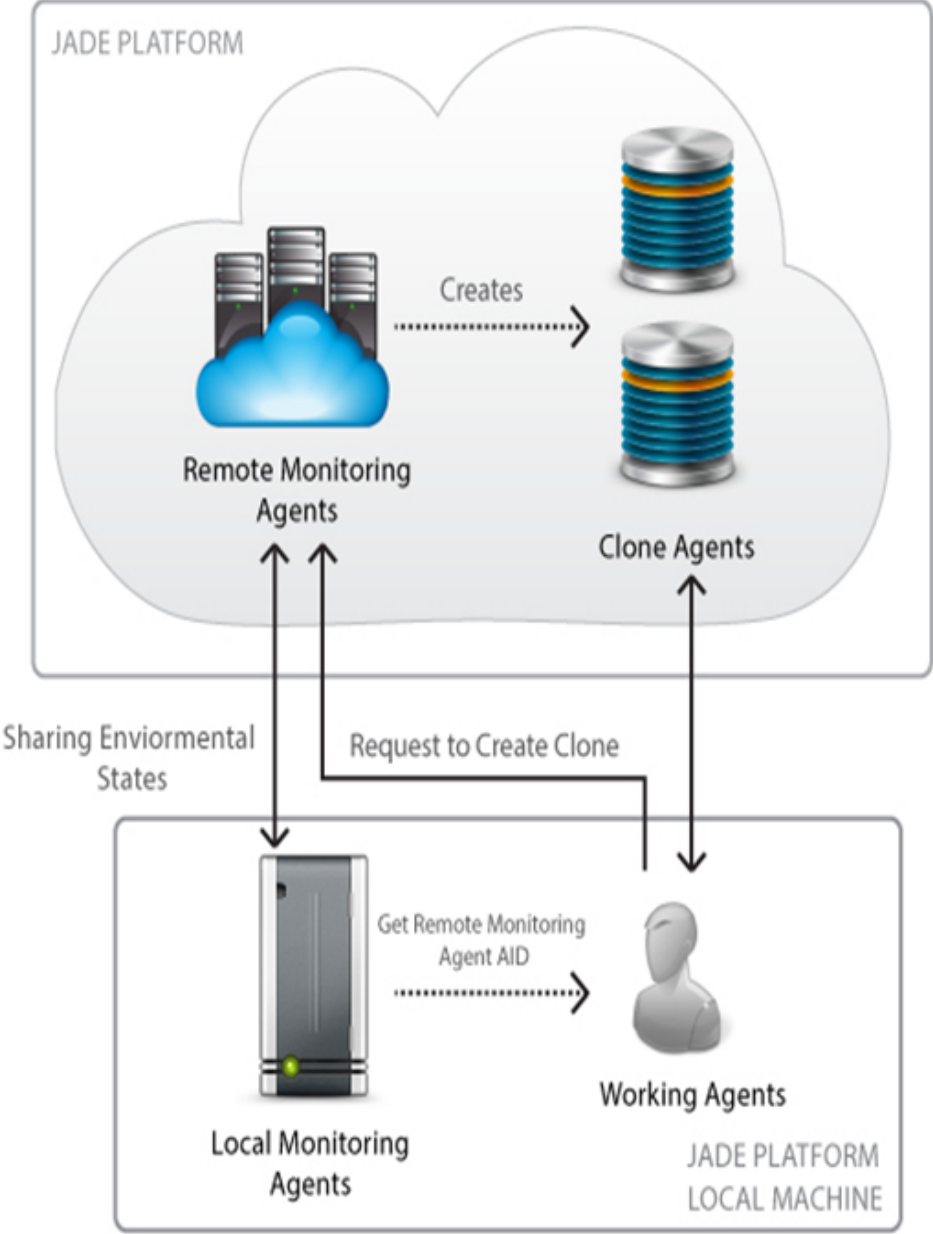 JADE PLATFORM
Creates
Remote Monitoring
Agents
Clone Agents
Sharing Enviormental
States
Request to Create Clone
Get Remote Monitoring
Agent AID
Working Agents
Local Monitoring
Agents
JADE PLATFORM
LOCAL MACHINE